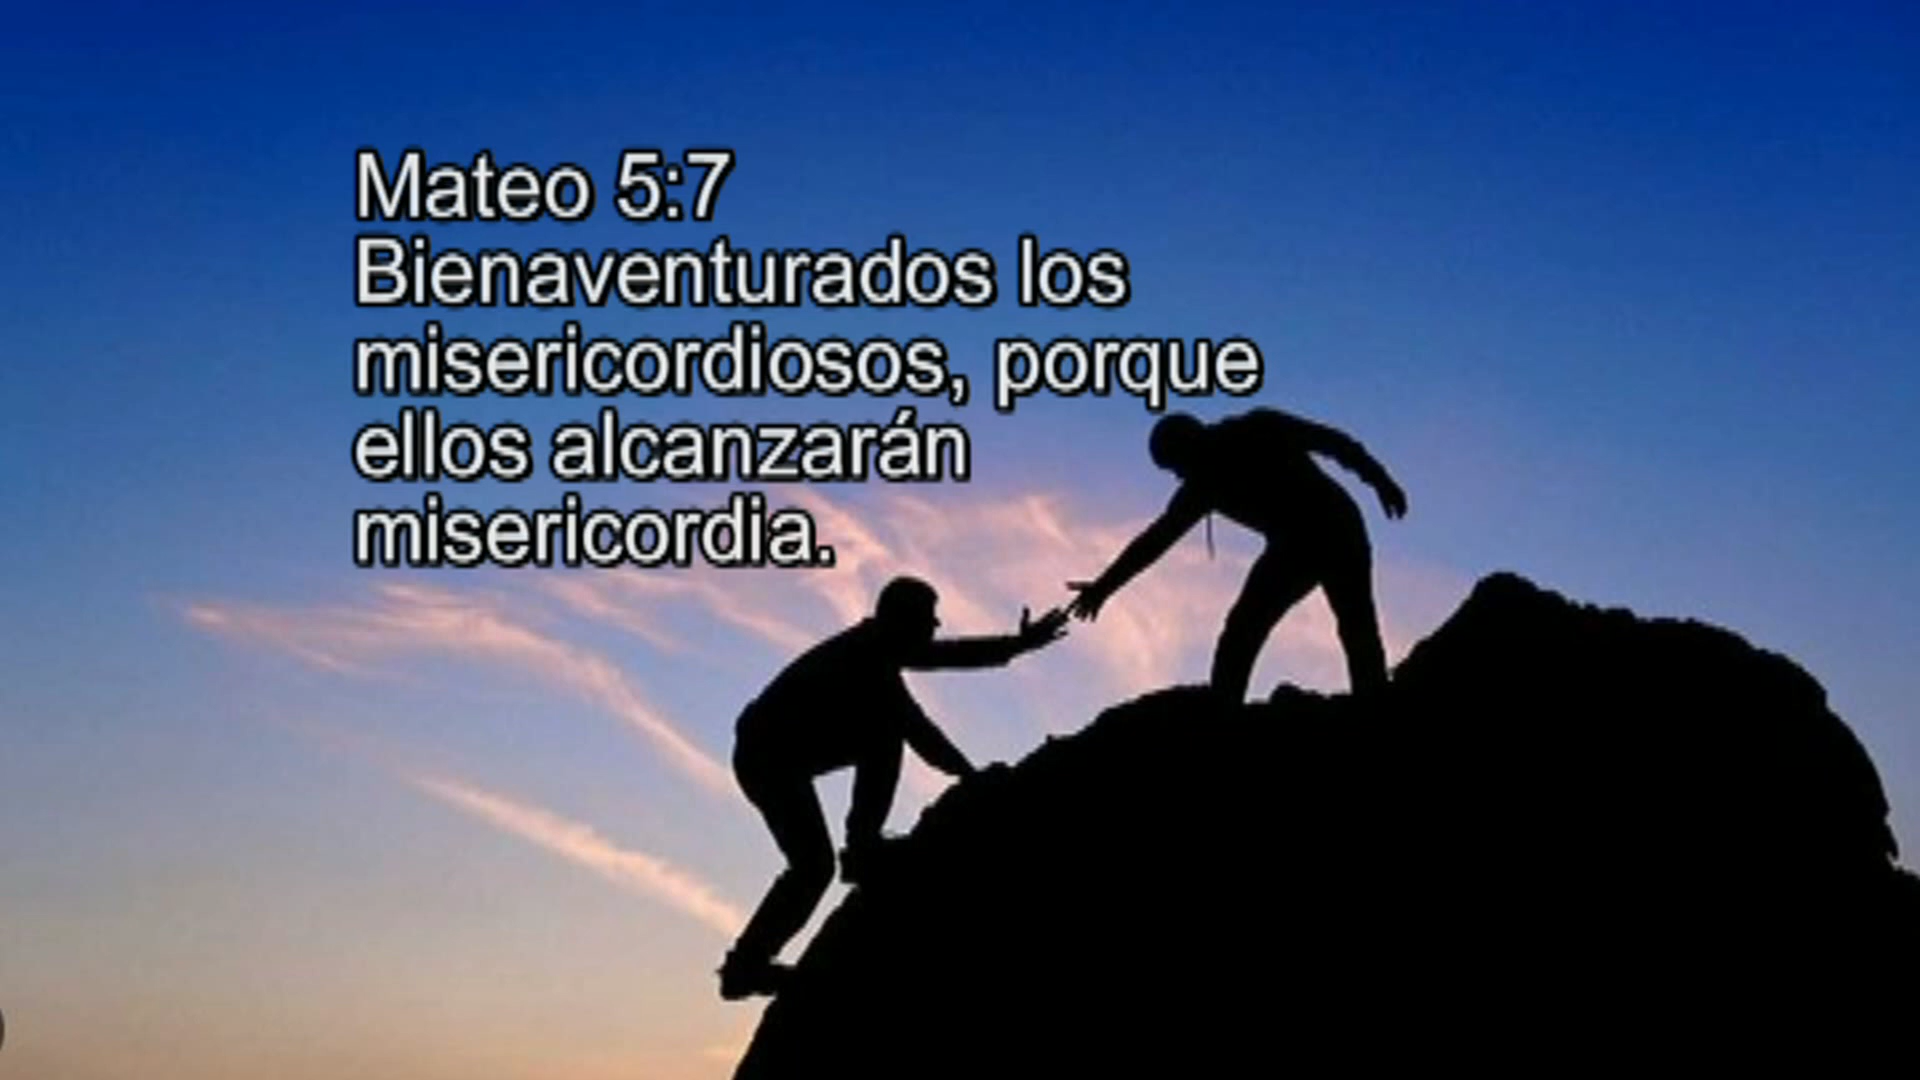 Mateo 5:7
Bienaventurados los
misericordiosos, porque
ellos alcanzarán
misericordia.